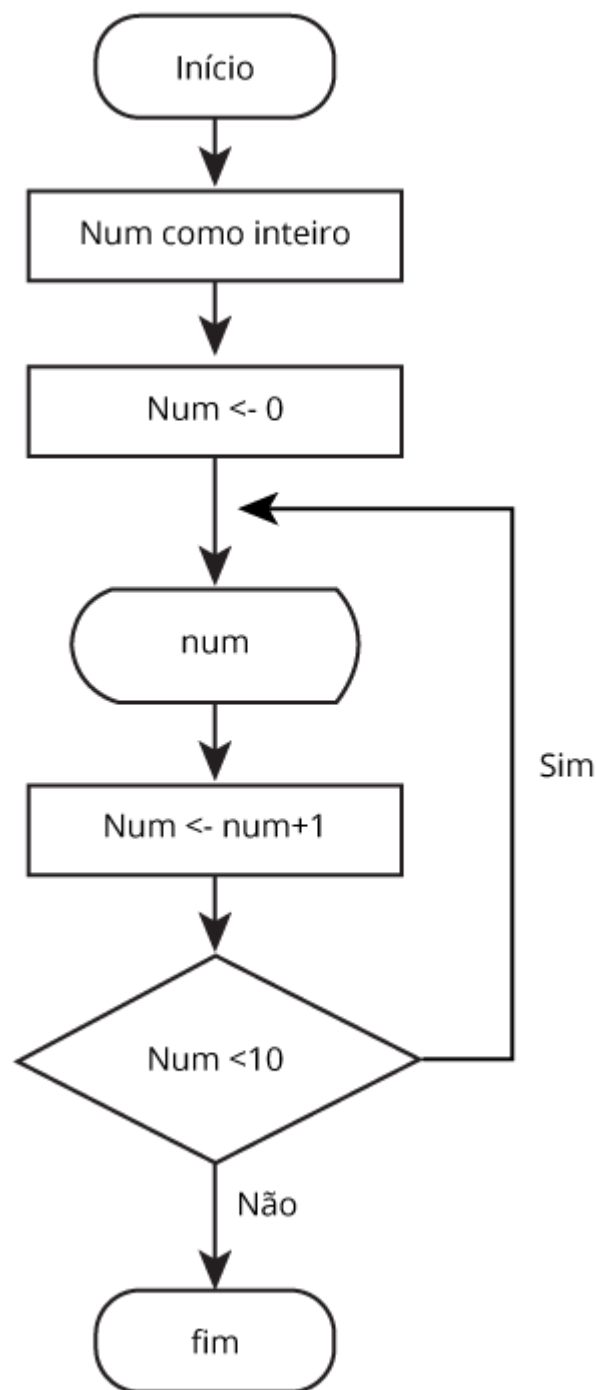 Início
Num como inteiro
Num <- 0
num
Sim
Num <- num+1
Num <10
Não
fim